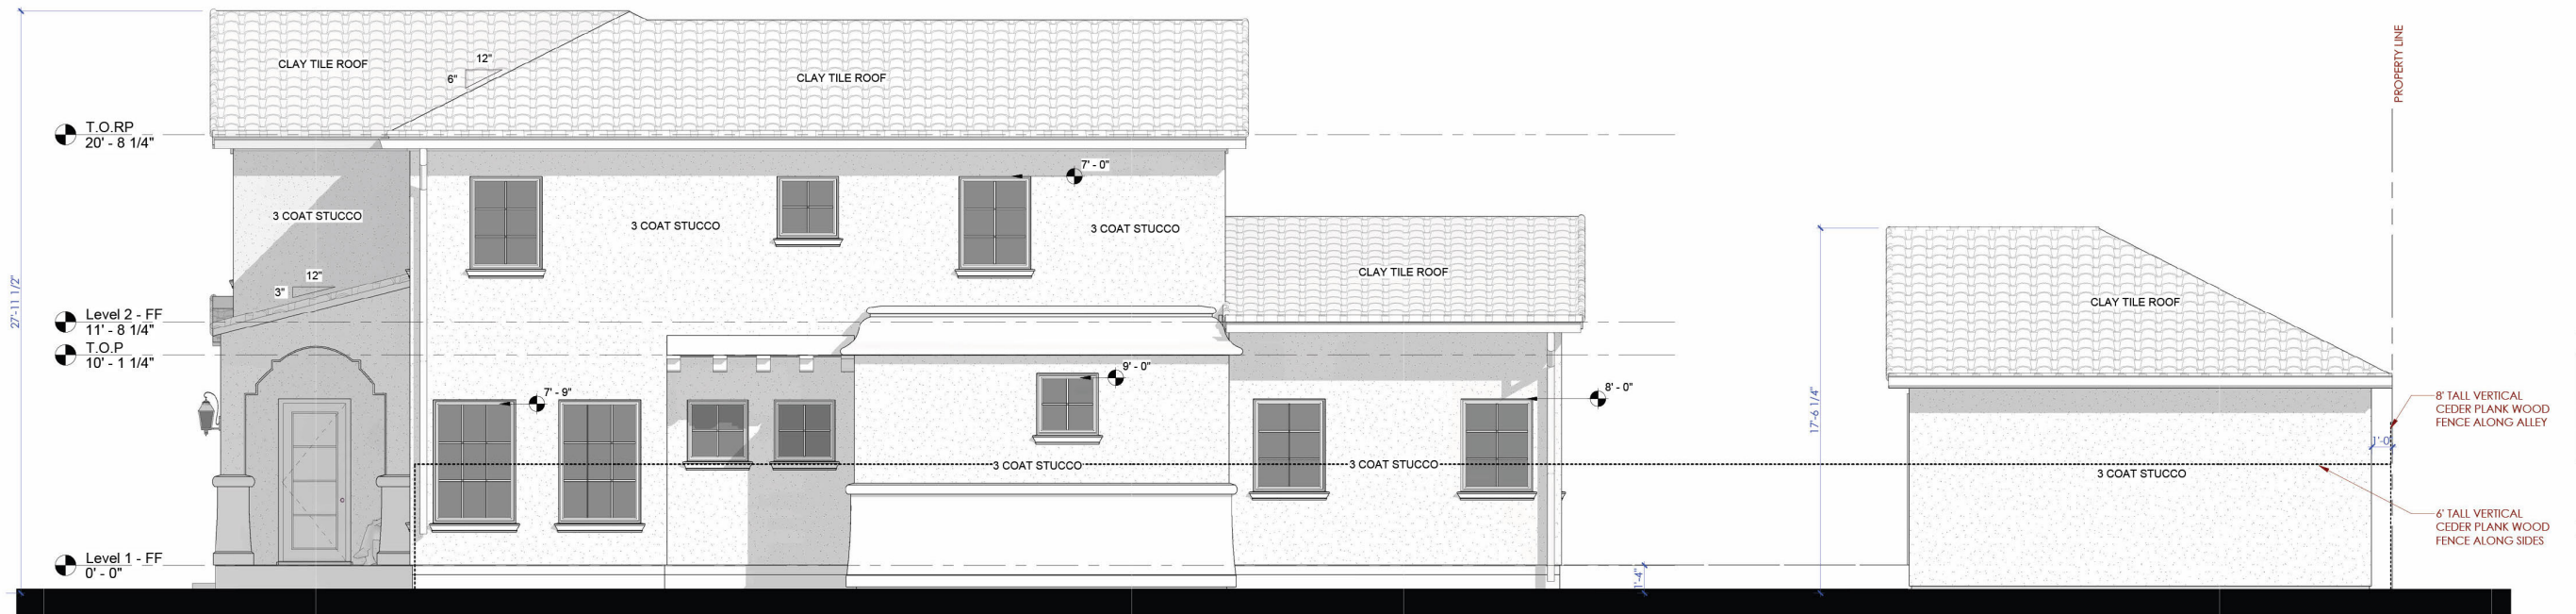 CLAY TILE ROOF
12"
6"
CLAY TILE ROOF
PROPERTY LINE
T.O.RP
20' - 8 1/4"
7' - 0"
3 COAT STUCCO
3 COAT STUCCO
3 COAT STUCCO
12"
3"
CLAY TILE ROOF
CLAY TILE ROOF
27'-11 1/2"
Level 2 - FF
11' - 8 1/4"
T.O.P
10' - 1 1/4"
9' - 0"
7' - 9"
8' - 0"
17'-6 1/4"
8' TALL VERTICAL
CEDER PLANK WOOD
FENCE ALONG ALLEY
1'-0
3 COAT STUCCO
3 COAT STUCCO
3 COAT STUCCO
6' TALL VERTICAL
CEDER PLANK WOOD
FENCE ALONG SIDES
Level 1 - FF
0' - 0"
1'-4"